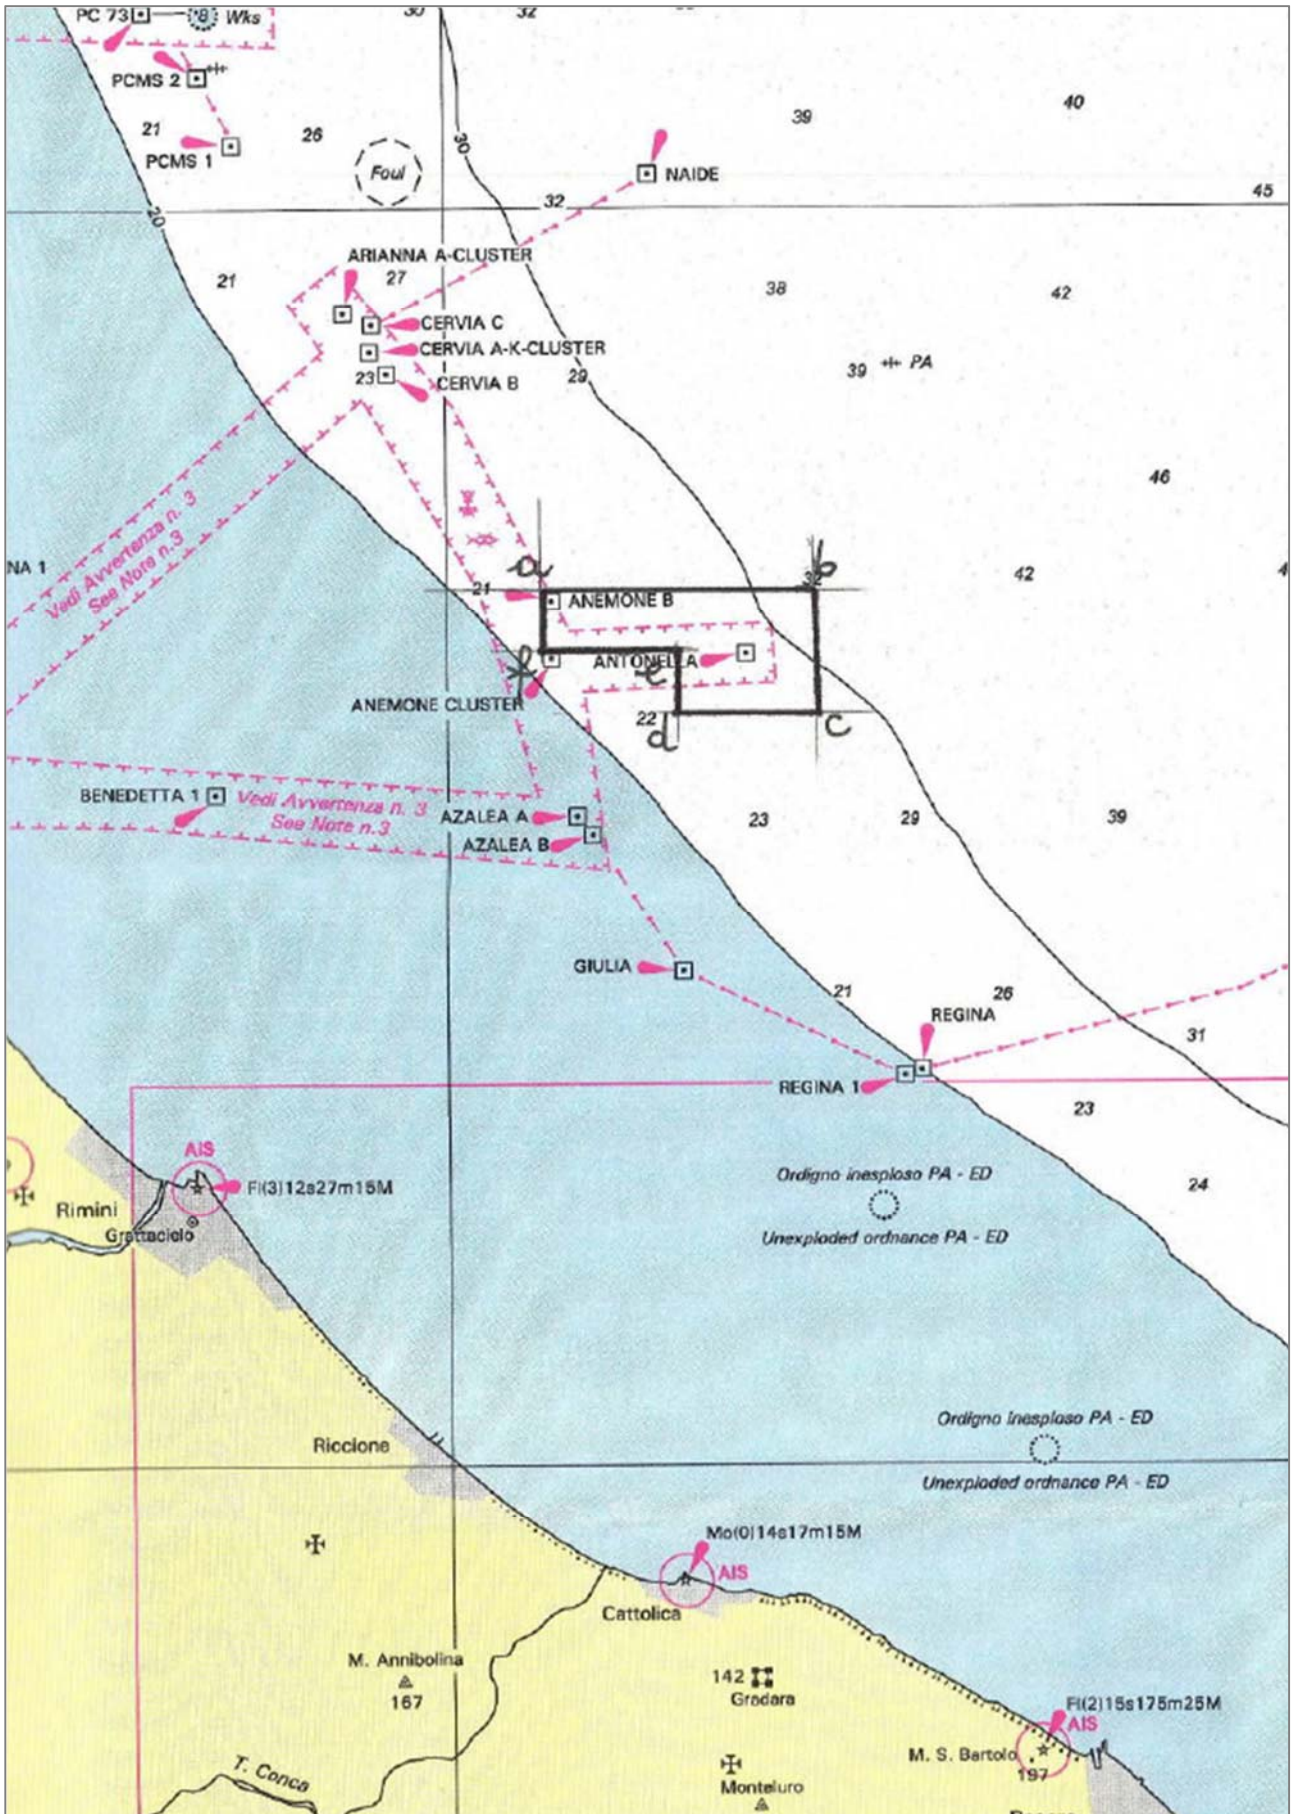 30
32
PC 73
8
Wks
PCMS 2
40
39
21
26
30
PCMS 1
Foul
NAIDE
45
32
20
ARIANNA A-CLUSTER
27
21
38
42
CERVIA C
CERVIA A-K-CLUSTER
39
PA
23
CERVIA B
29
46
Vedi Avvertenza n. 3
See Note n.3
NA 1
a
b
32
42
4
21
ANEMONE B
f
ANTONELLA
e
ANEMONE CLUSTER
22
d
c
BENEDETTA 1
Vedi Avvertenza n. 3
See Note n.3
AZALEA A
AZALEA B
23
29
39
GIULIA
21
26
REGINA
31
REGINA 1
23
AIS
Fl(3)12s27m15M
Rimini
Grattacielo
Ordigno inesploso PA - ED
Unexploded ordnance PA - ED
24
Riccione
Ordigno inesploso PA - ED
Unexploded ordnance PA - ED
Mo(O)14s17m15M
AIS
Cattolica
M. Annibolina
167
142
Gradara
Fl(2)15s175m25M
AIS
M. S. Bartolo
197
T. Conca
Monteluro